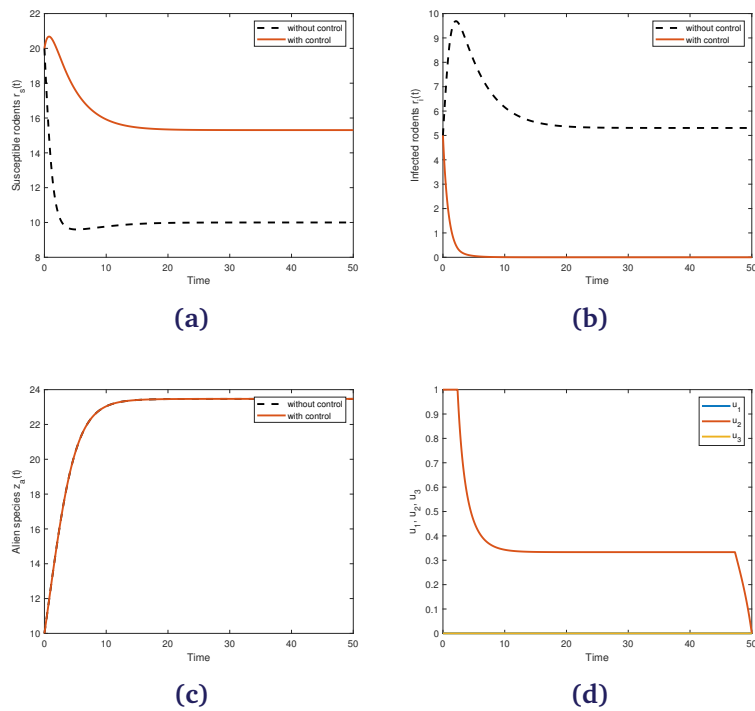 22
20
18
16
14
12
10
8
Susceptible rodents r_s(t)
without control
with control
0 10 20 30 40 50
Time
(a)
10
9
8
7
6
5
4
3
2
1
0
Infected rodents r_i(t)
without control
with control
0 10 20 30 40 50
Time
(b)
24
22
20
18
16
14
12
10
Alien species z_a(t)
without control
with control
0 10 20 30 40 50
Time
(c)
1
0.9
0.8
0.7
0.6
0.5
0.4
0.3
0.2
0.1
0
u_1, u_2, u_3
u_1
u_2
u_3
0 10 20 30 40 50
Time
(d)